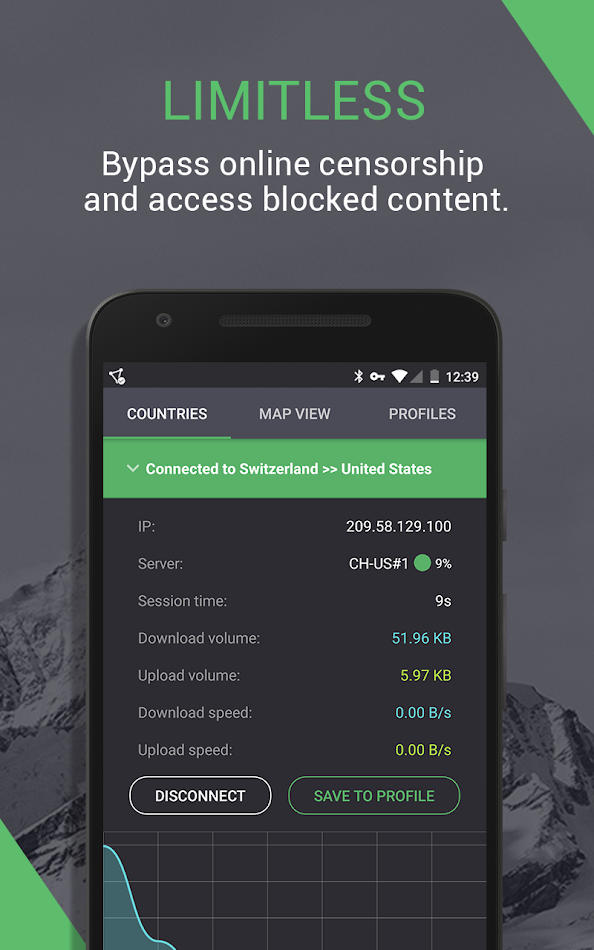 LIMITLESS
Bypass online censorship
and access blocked content.
12:39
COUNTRIES MAP VIEW PROFILES
Connected to Switzerland >> United States
IP: 209.58.129.100
Server: CH-US#1 9%
Session time: 9s
Download volume: 51.96 KB
Upload volume: 5.97 KB
Download speed: 0.00 B/s
Upload speed: 0.00 B/s
DISCONNECT SAVE TO PROFILE